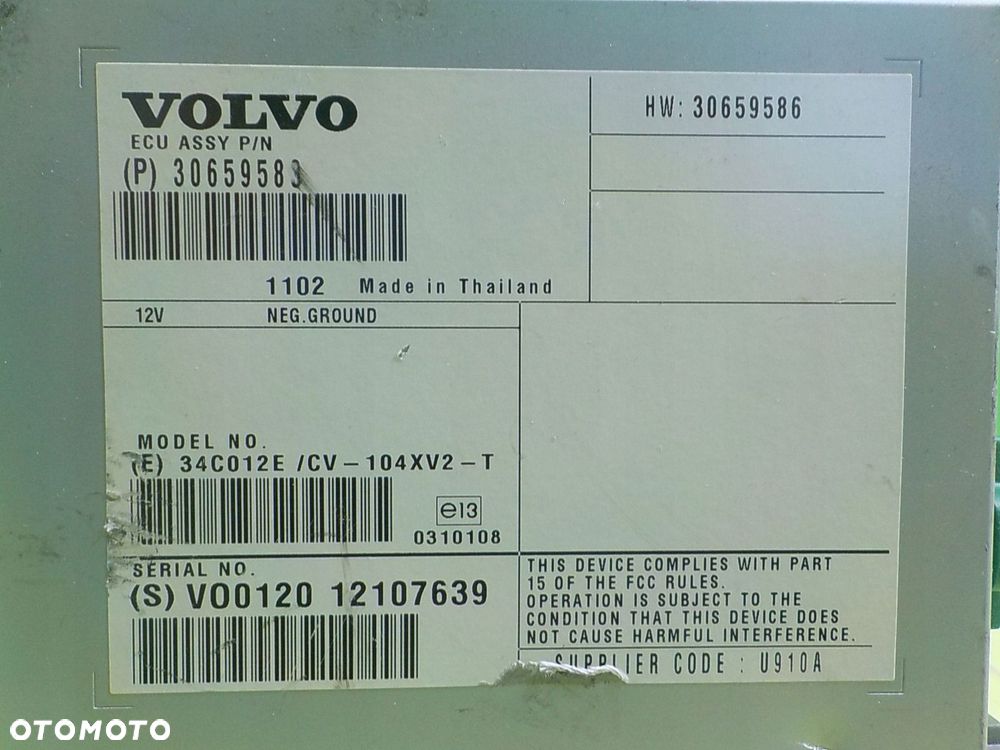 VOLVO
ECU ASSY P/N
(P) 30659583
HW: 30659586
1102 Made in Thailand
12V NEG.GROUND
MODEL NO.
(E) 34C012E /CV-104XV2-T
e13
0310108
SERIAL NO.
(S) VO0120 12107639
THIS DEVICE COMPLIES WITH PART
15 OF THE FCC RULES.
OPERATION IS SUBJECT TO THE
CONDITION THAT THIS DEVICE DOES
NOT CAUSE HARMFUL INTERFERENCE.
SUPPLIER CODE : U910A
OTOMOTO